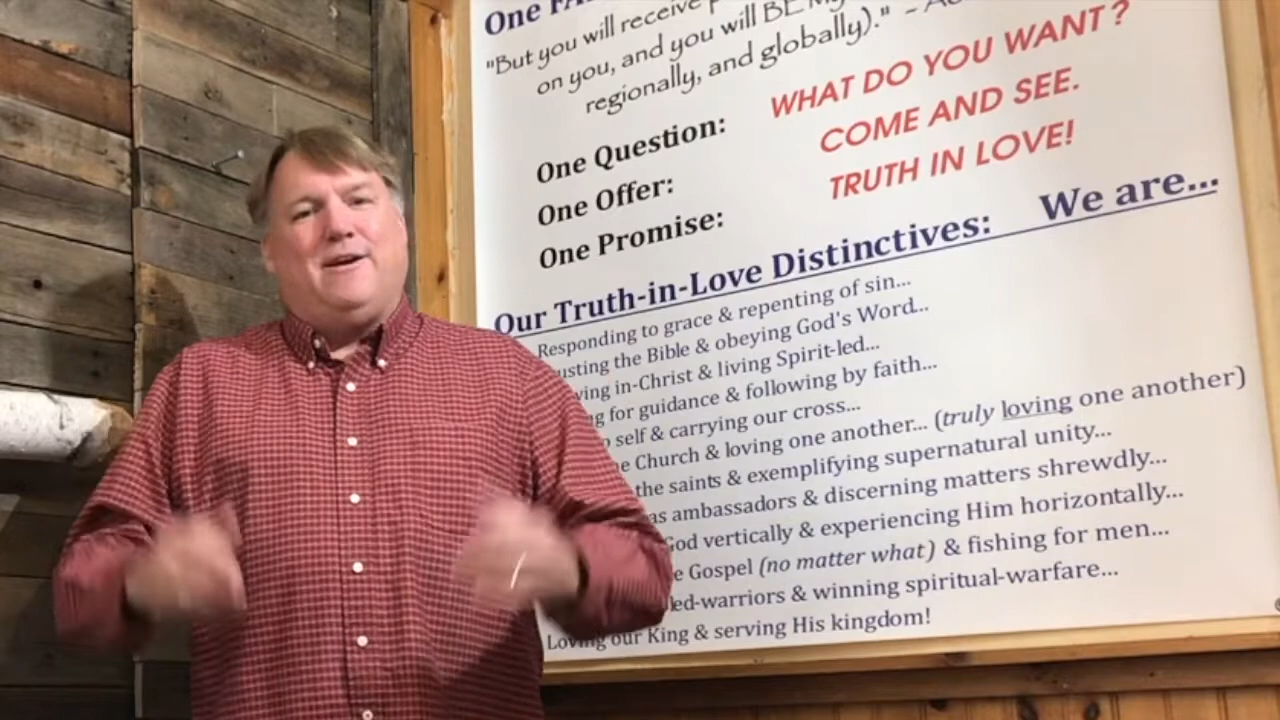 One
"But you will receive
on you, and you will BE
regionally, and globally)." -
WHAT DO YOU WANT?
COME AND SEE.
TRUTH IN LOVE!
One Question:
One Offer:
One Promise:
Our Truth-in-Love Distinctives: We are...
Responding to grace & repenting of sin...
the Bible & obeying God's Word...
in-Christ & living Spirit-led...
for guidance & following by faith...
self & carrying our cross...
Church & loving one another... (truly loving one another)
the saints & exemplifying supernatural unity...
as ambassadors & discerning matters shrewdly...
God vertically & experiencing Him horizontally...
Gospel (no matter what) & fishing for men...
led-warriors & winning spiritual-warfare...
Loving our King & serving His kingdom!